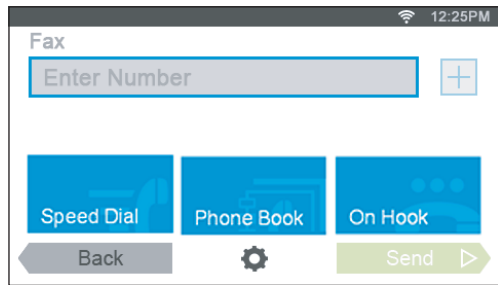 12:25PM
Fax
Enter Number
Speed Dial Phone Book On Hook
Back Send